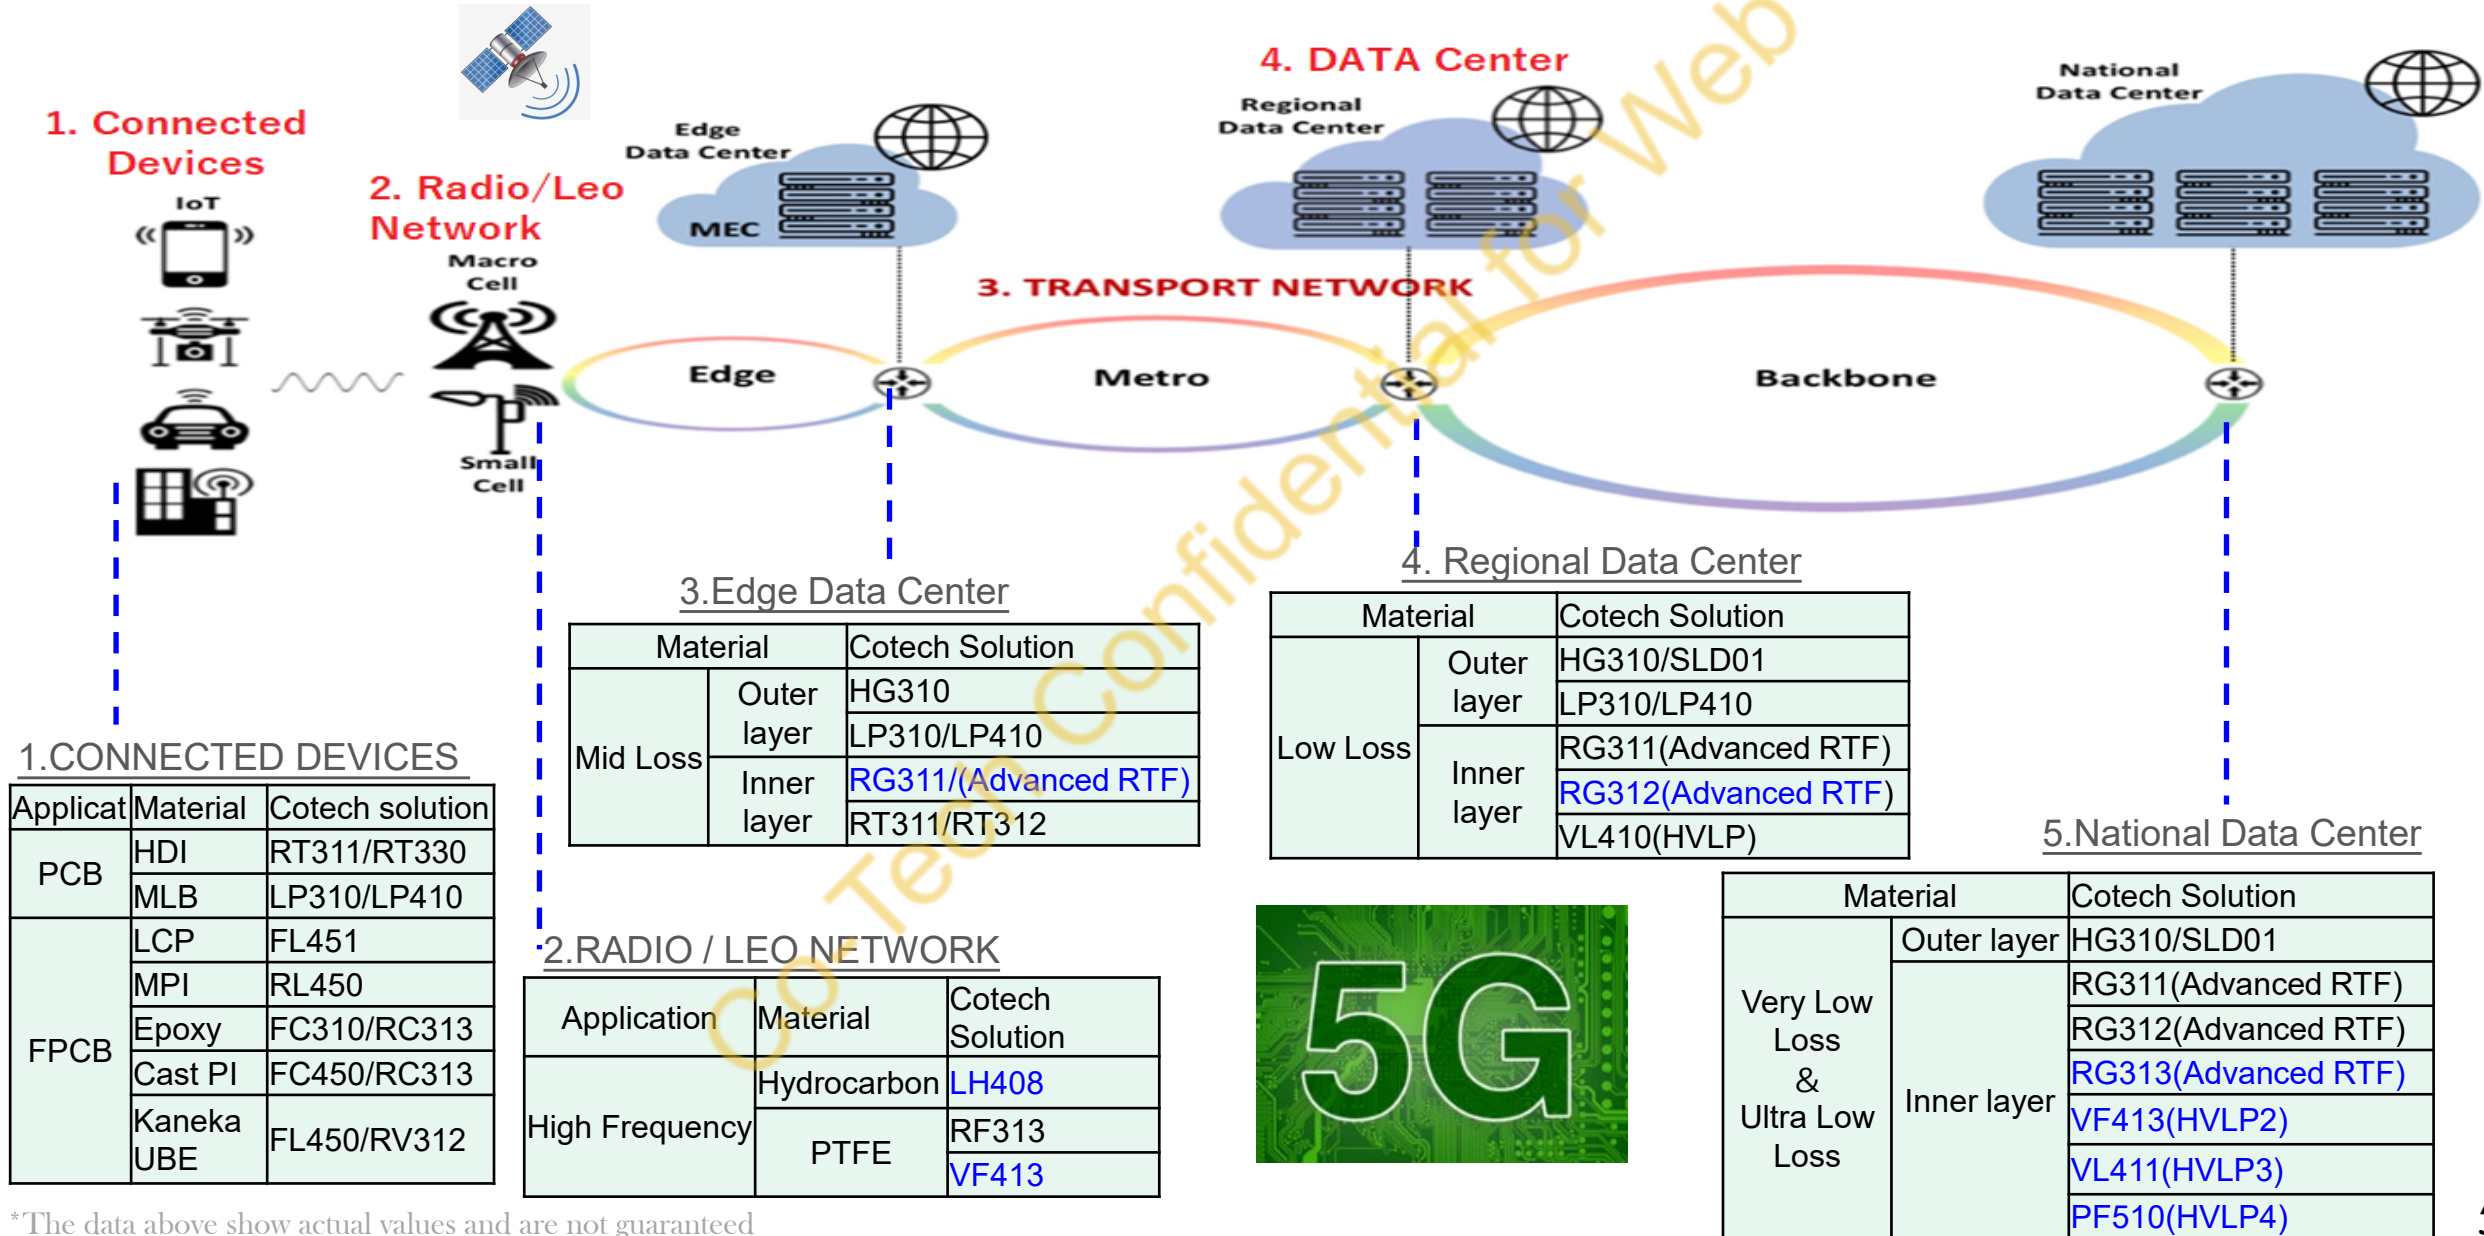 1. Connected
Devices
IoT
2. Radio/Leo
Network
Macro
Cell
Small
Cell
Edge
Data Center
MEC
4. DATA Center
Regional
Data Center
National
Data Center
3. TRANSPORT NETWORK
Edge
Metro
Backbone
1.CONNECTED DEVICES
Applicat Material Cotech solution
PCB
HDI RT311/RT330
MLB LP310/LP410
FPCB
LCP FL451
MPI RL450
Epoxy FC310/RC313
Cast PI FC450/RC313
Kaneka
UBE
FL450/RV312
2.RADIO / LEO NETWORK
Application Material Cotech
Solution
High Frequency
Hydrocarbon LH408
PTFE
RF313
VF413
3.Edge Data Center
Material Cotech Solution
Mid Loss
Outer
layer
HG310
LP310/LP410
Inner
layer
RG311/(Advanced RTF)
RT311/RT312
4. Regional Data Center
Material Cotech Solution
Low Loss
Outer
layer
HG310/SLD01
LP310/LP410
Inner
layer
RG311(Advanced RTF)
RG312(Advanced RTF)
VL410(HVLP)
5G
5.National Data Center
Material Cotech Solution
Very Low
Loss
&
Ultra Low
Loss
Outer layer HG310/SLD01
Inner layer
RG311(Advanced RTF)
RG312(Advanced RTF)
RG313(Advanced RTF)
VF413(HVLP2)
VL411(HVLP3)
PF510(HVLP4)
*The data above show actual values and are not guaranteed
Co-Tech Confidential for Web